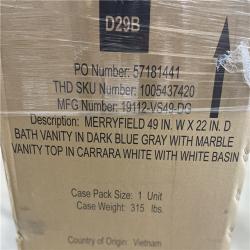 D29B
PO Number: 57181441
THD SKU Number: 1005437420
MFG Number: 19112-VS49-DG
MERRYFIELD 49 IN. W X 22 IN. D
BATH VANITY IN DARK BLUE GRAY WITH MARBLE
VANITY TOP IN CARRARA WHITE WITH WHITE BASIN
Case Pack Size: 1 Unit
Case Weight: 315 lbs.
Country of Origin: Vietnam